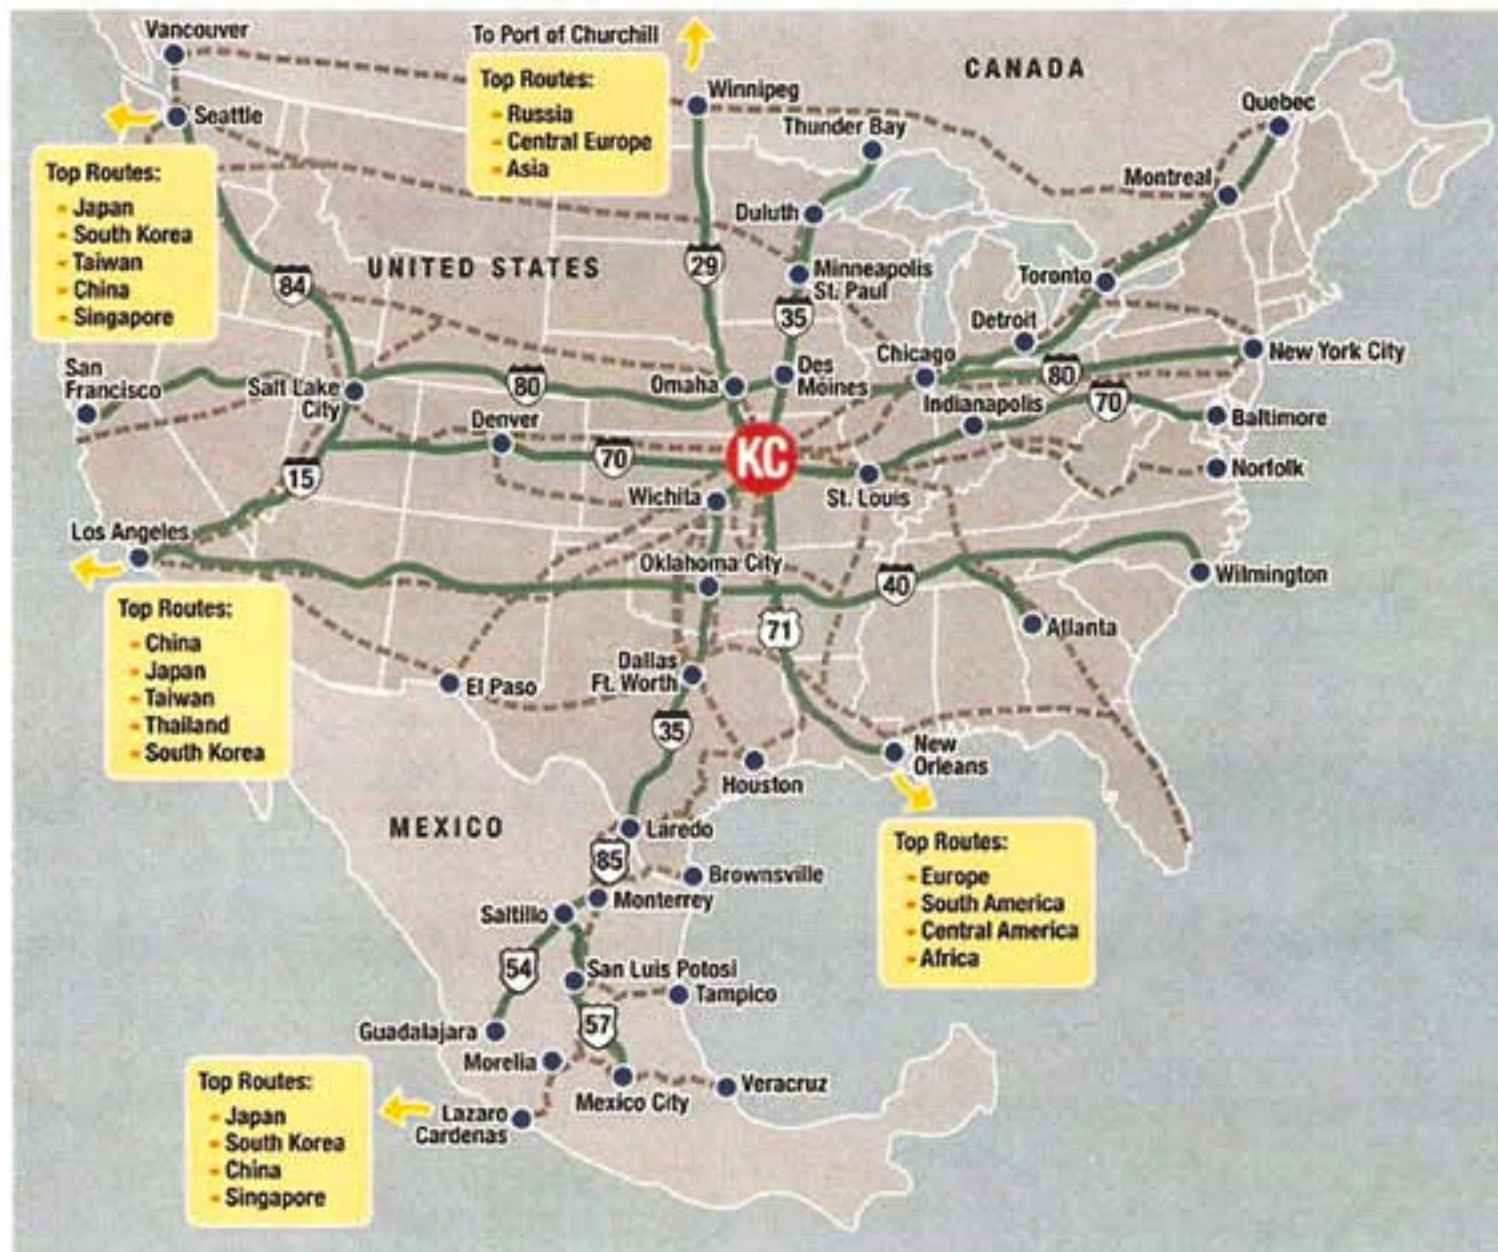 Vancouver
To Port of Churchill
CANADA
Top Routes:
- Russia
- Central Europe
- Asia
Winnipeg
Thunder Bay
Quebec
Seattle
Montreal
Top Routes:
- Japan
- South Korea
- Taiwan
- China
- Singapore
Duluth
UNITED STATES
29
84
Minneapolis
St. Paul
Toronto
35
Detroit
San
Francisco
Salt Lake
City
80
Omaha
Des
Moines
Chicago
80
New York City
Denver
Indianapolis
70
Baltimore
15
70
KC
St. Louis
Norfolk
Wichita
Los Angeles
Oklahoma City
40
Wilmington
Top Routes:
- China
- Japan
- Taiwan
- Thailand
- South Korea
71
Atlanta
Dallas
Ft. Worth
El Paso
35
New
Orleans
Houston
MEXICO
Laredo
85
Brownsville
Top Routes:
- Europe
- South America
- Central America
- Africa
Monterrey
Saltillo
54
San Luis Potosi
Tampico
57
Guadalajara
Morelia
Mexico City
Veracruz
Top Routes:
- Japan
- South Korea
- China
- Singapore
Lazaro
Cardenas